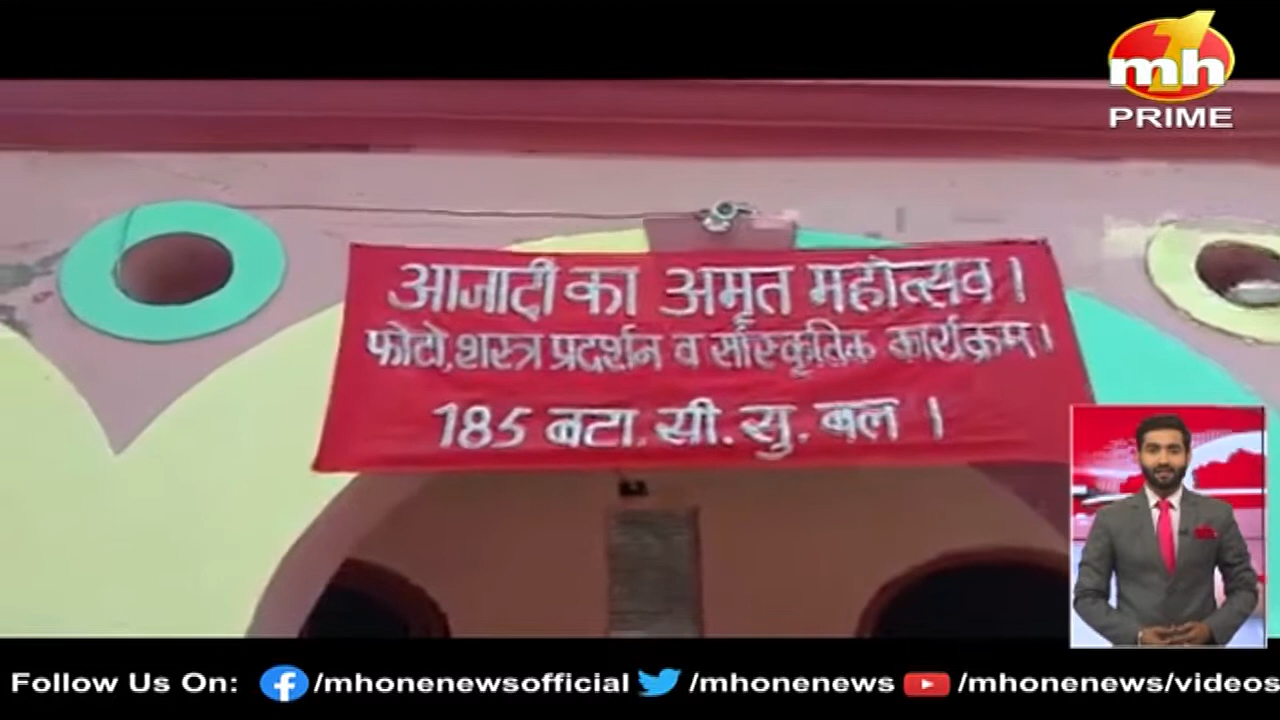 mh1
PRIME
आजादी का अमृत महोत्सव।
फोटो, शस्त्र प्रदर्शन व साँस्कृतिक कार्यक्रम।
185 बटा. सी. सु. बल।
Follow Us On: /mhonenewsofficial /mhonenews /mhonenews/videos